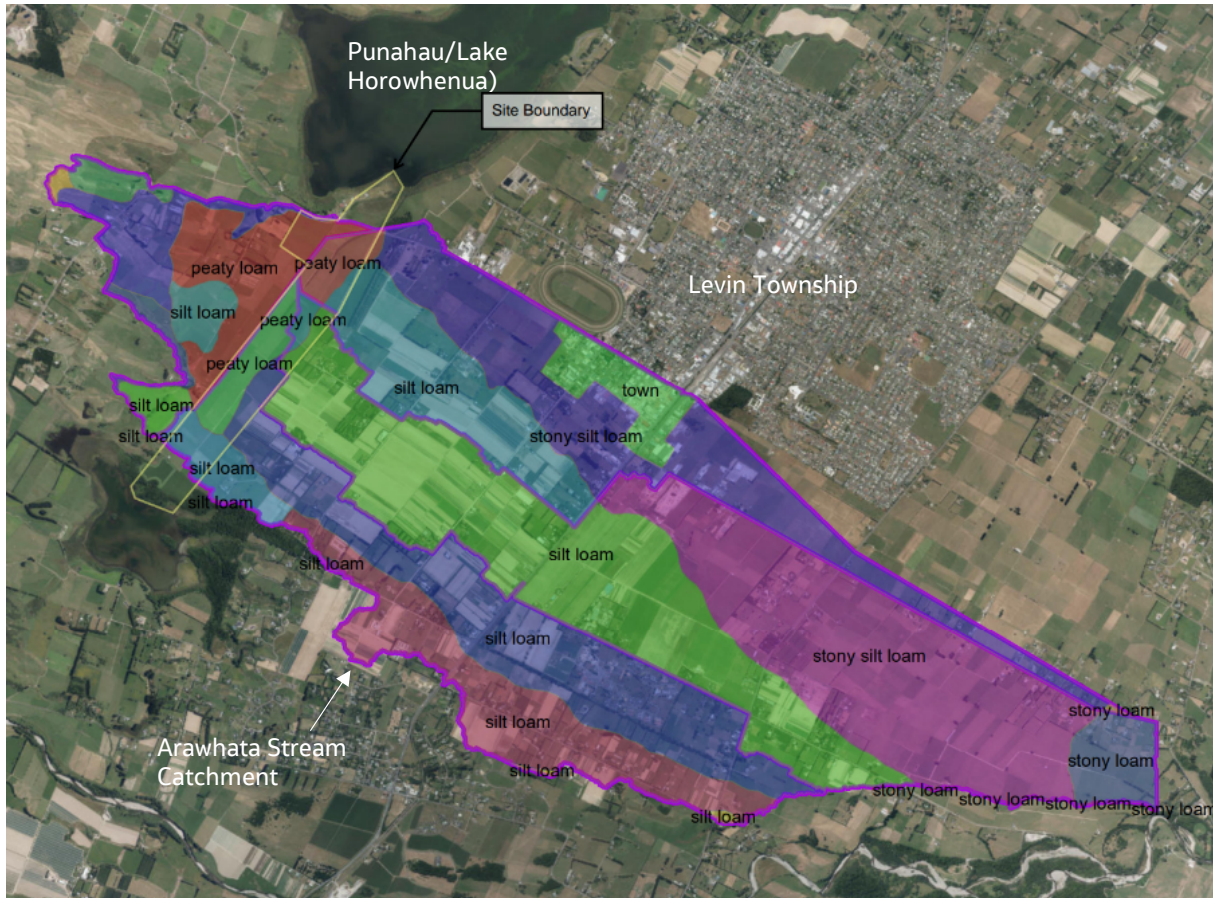 Punahau/Lake
Horowhenua)
Site Boundary
peaty loam
peaty loam
Levin Township
silt loam
peaty loam
peaty loam
silt loam
town
silt loam
silt loam
stony silt loam
silt loam
silt loam
silt loam
silt loam
silt loam
stony silt loam
stony loam
silt loam
Arawhata Stream
Catchment
stony loam
silt loam
stony loam
stony loam
stony loam
stony loam
silt loam